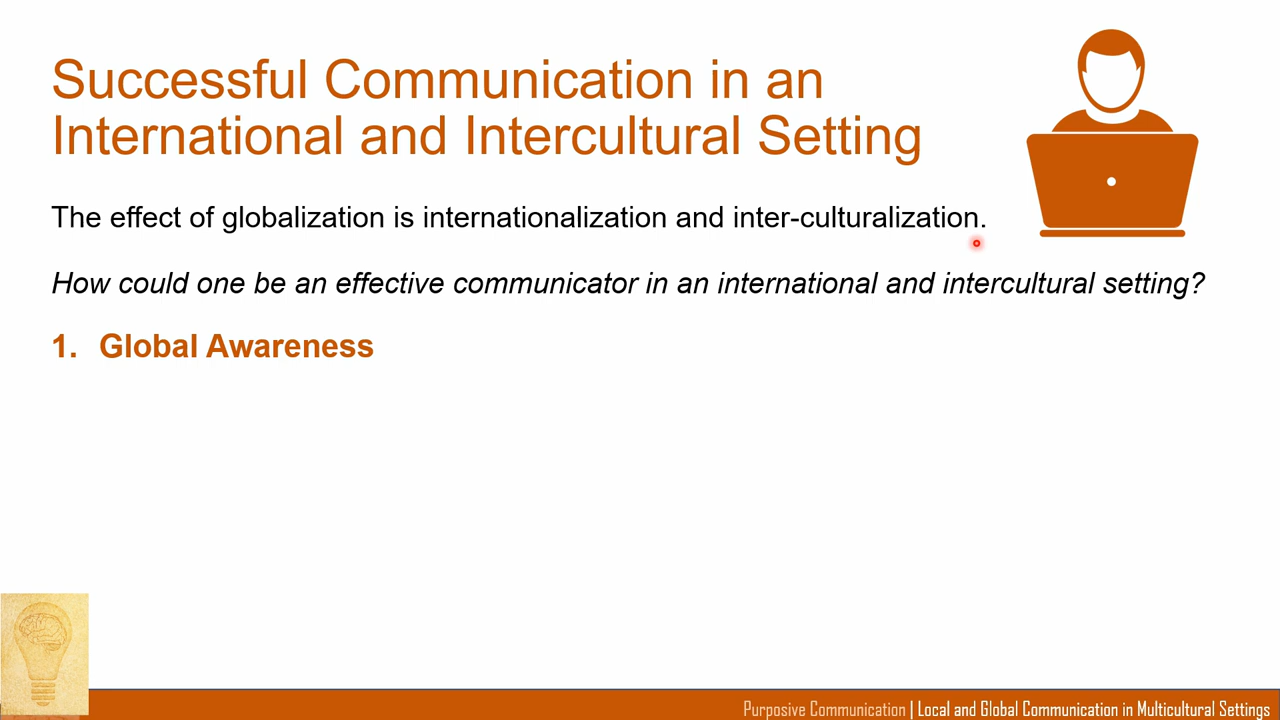 Successful Communication in an
International and Intercultural Setting
The effect of globalization is internationalization and inter-culturalization.
How could one be an effective communicator in an international and intercultural setting?
1. Global Awareness
Purposive Communication | Local and Global Communication in Multicultural Settings